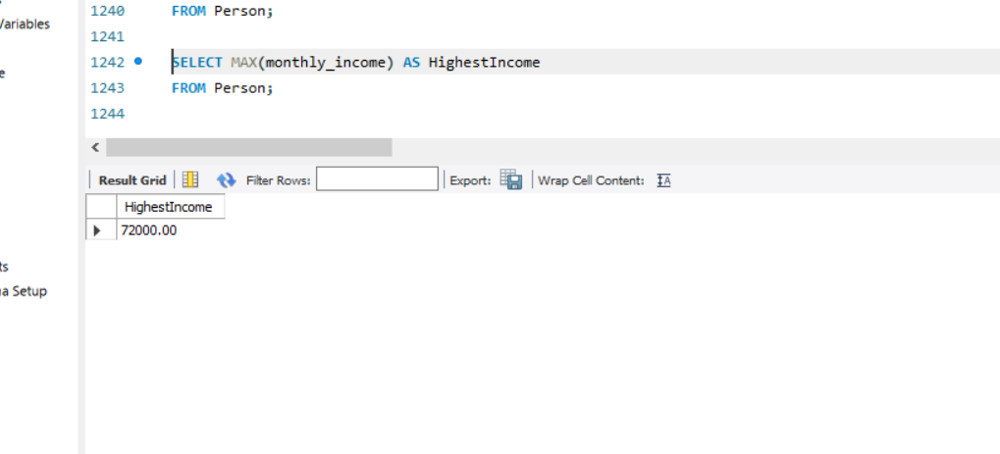 1240 FROM Person;
Variables
1241
1242 SELECT MAX(monthly_income) AS HighestIncome
e
1243 FROM Person;
1244
Result Grid Filter Rows: Export: Wrap Cell Content:
HighestIncome
72000.00
ts
a Setup